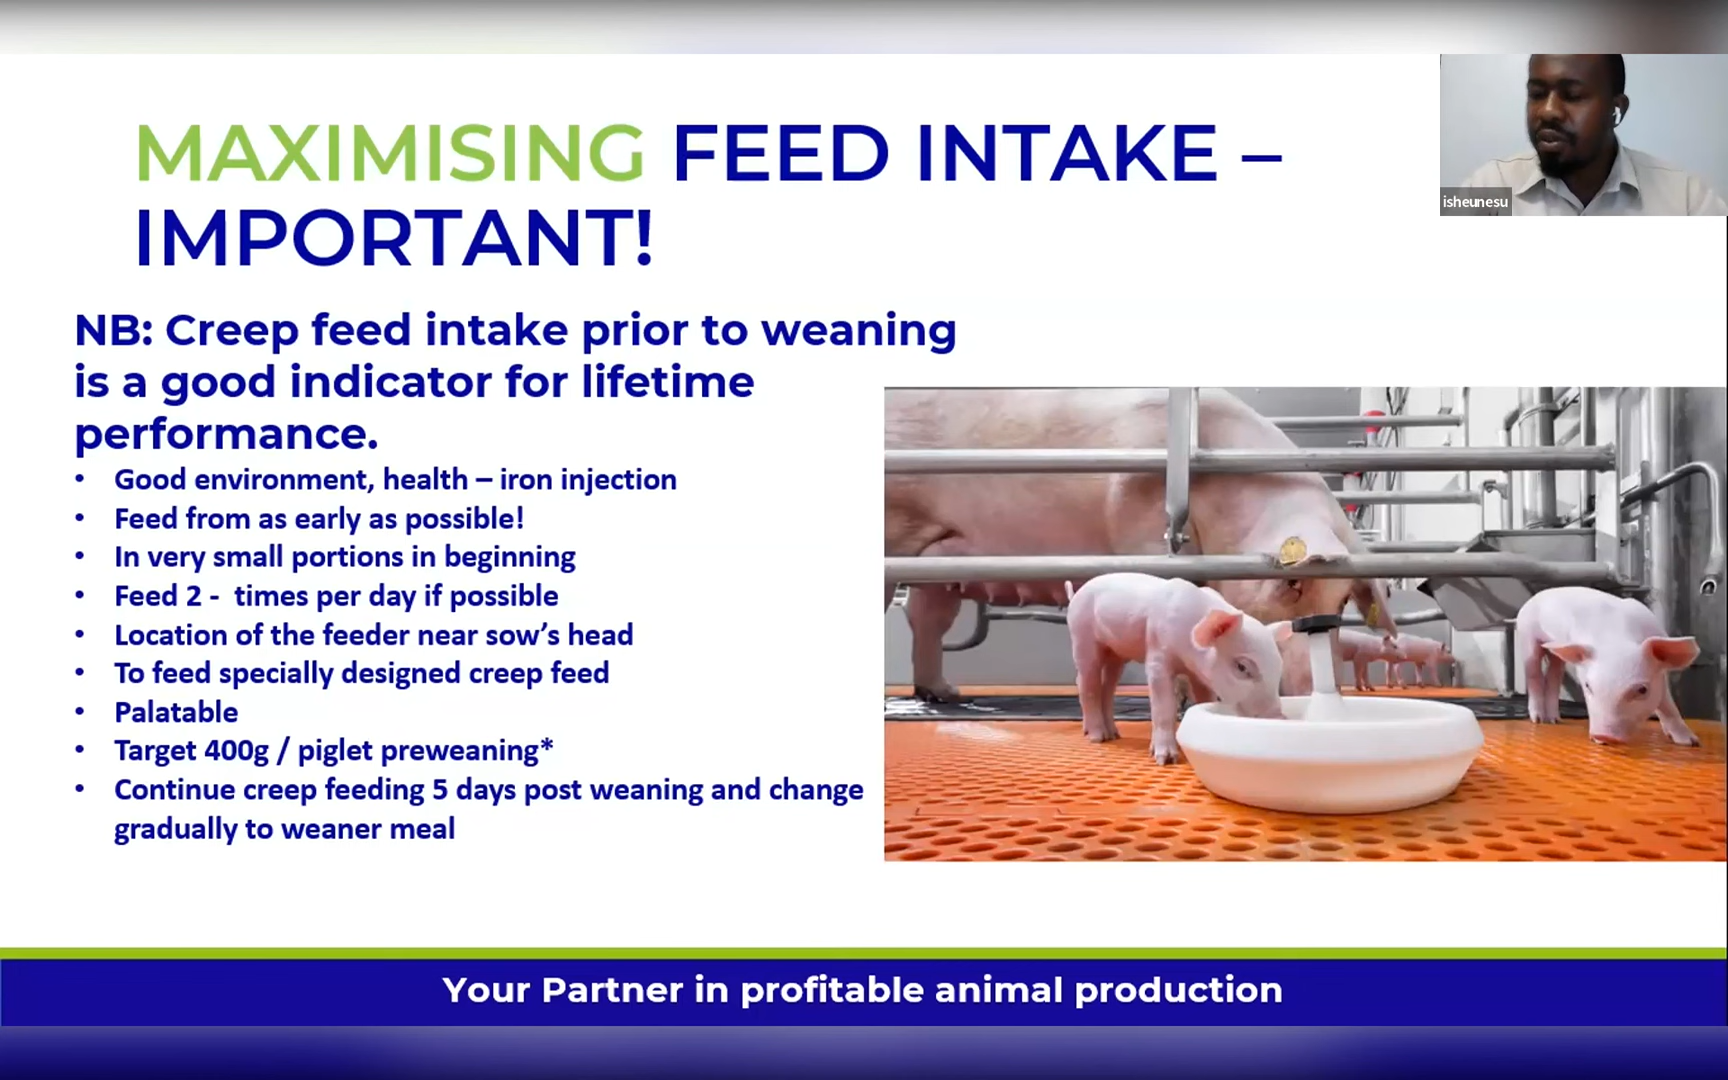 MAXIMISING FEED INTAKE –
IMPORTANT!
isheunesu
NB: Creep feed intake prior to weaning
is a good indicator for lifetime
performance.
• Good environment, health – iron injection
• Feed from as early as possible!
• In very small portions in beginning
• Feed 2 -  times per day if possible
• Location of the feeder near sow’s head
• To feed specially designed creep feed
• Palatable
• Target 400g / piglet preweaning*
• Continue creep feeding 5 days post weaning and change
gradually to weaner meal
Your Partner in profitable animal production